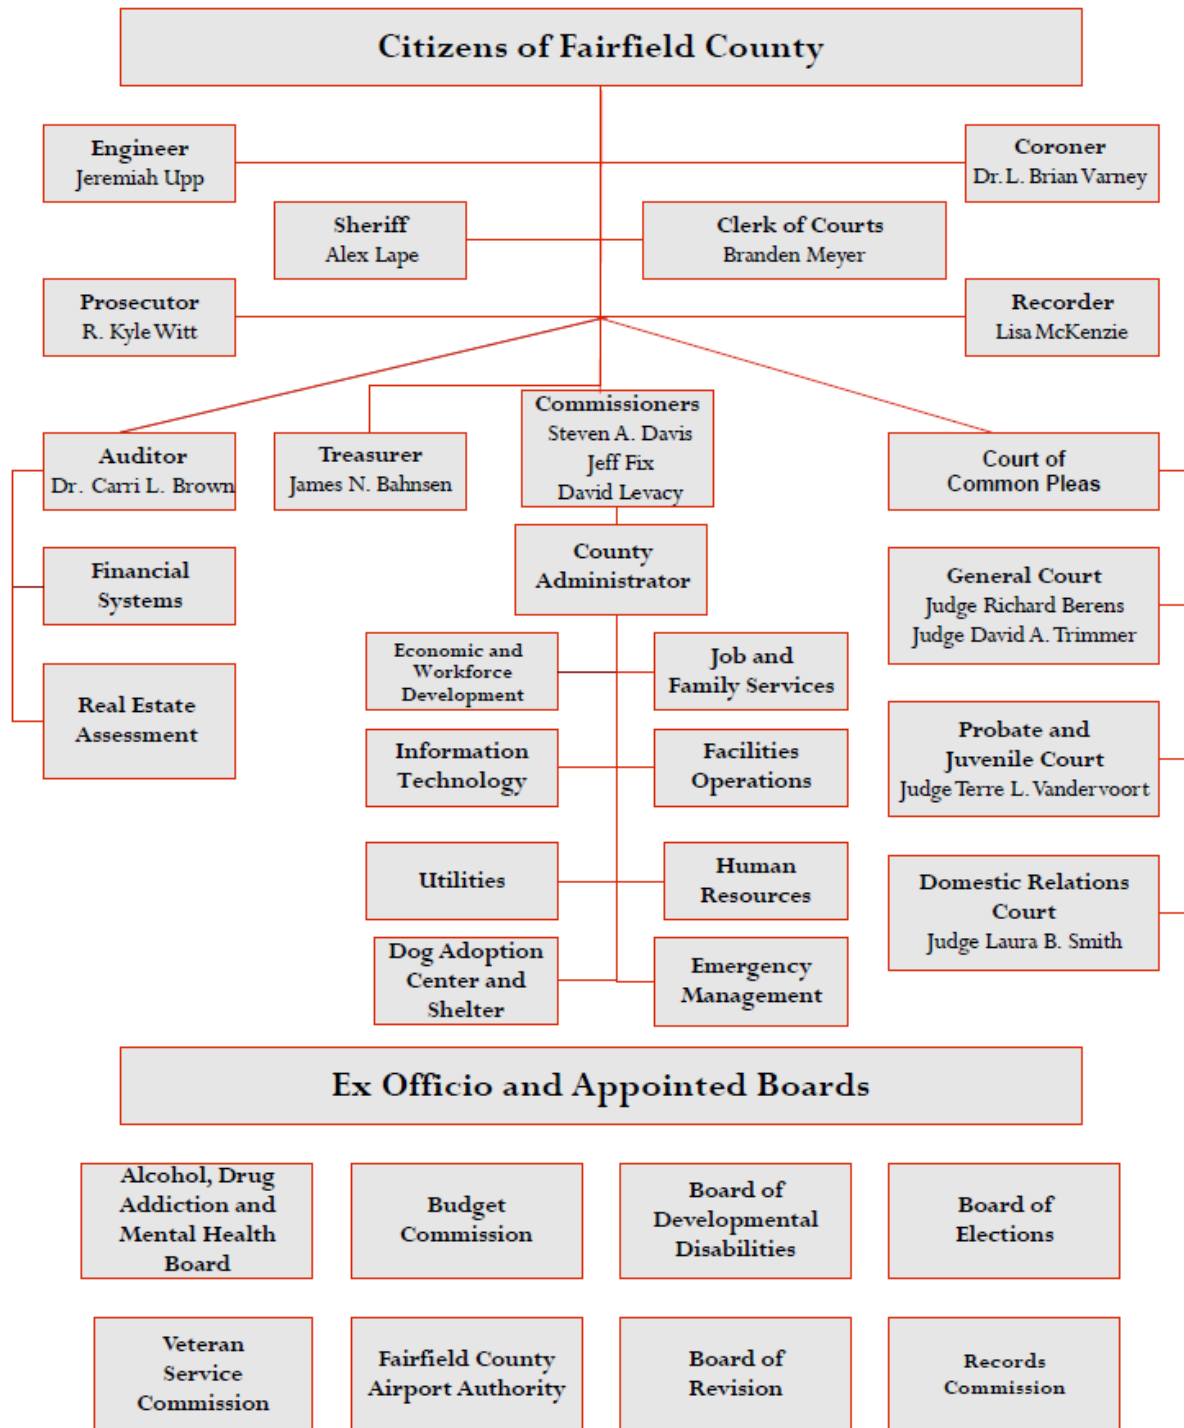 Citizens of Fairfield County
Engineer
Jeremiah Upp
Coroner
Dr. L. Brian Varney
Sheriff
Alex Lape
Clerk of Courts
Branden Meyer
Prosecutor
R. Kyle Witt
Recorder
Lisa McKenzie
Auditor
Dr. Carri L. Brown
Treasurer
James N. Bahnsen
Commissioners
Steven A. Davis
Jeff Fix
David Levacy
Court of
Common Pleas
County
Administrator
Financial
Systems
General Court
Judge Richard Berens
Judge David A. Trimmer
Real Estate
Assessment
Economic and
Workforce
Development
Job and
Family Services
Probate and
Juvenile Court
Judge Terre L. Vandervoort
Information
Technology
Facilities
Operations
Utilities
Human
Resources
Domestic Relations
Court
Judge Laura B. Smith
Dog Adoption
Center and
Shelter
Emergency
Management
Ex Officio and Appointed Boards
Alcohol, Drug
Addiction and
Mental Health
Board
Budget
Commission
Board of
Developmental
Disabilities
Board of
Elections
Veteran
Service
Commission
Fairfield County
Airport Authority
Board of
Revision
Records
Commission